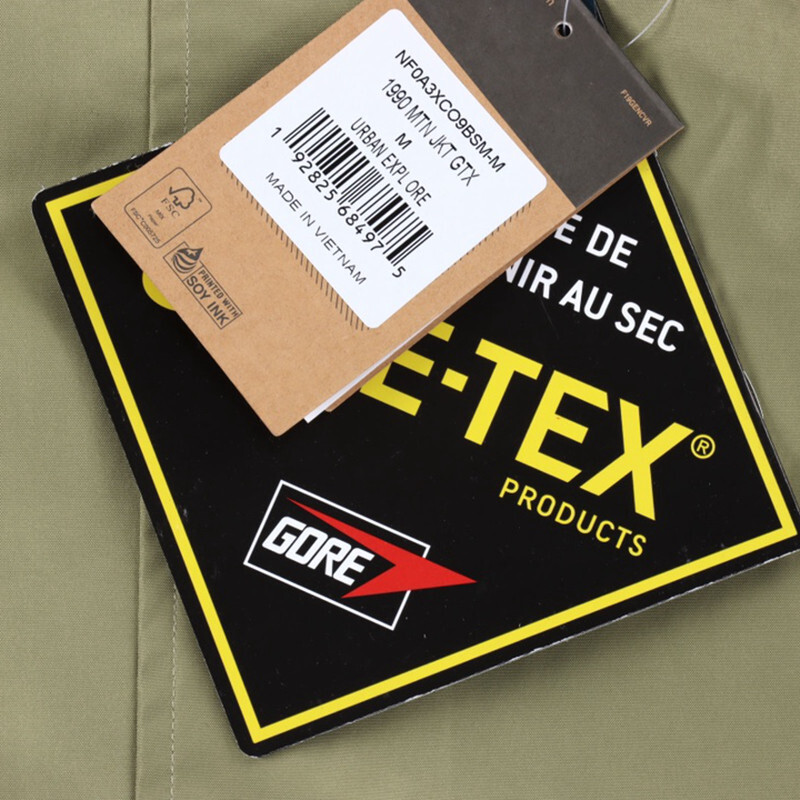 NF0A3XCO9BSM-M
1990 MTN JKT GTX
M
URBAN EXPLORE
1 92825 68497 5
MADE IN VIETNAM
F19GENCVR
FSC
PRINTED WITH
SOY INK
DE
AU SEC
E-TEX®
PRODUCTS
GORE